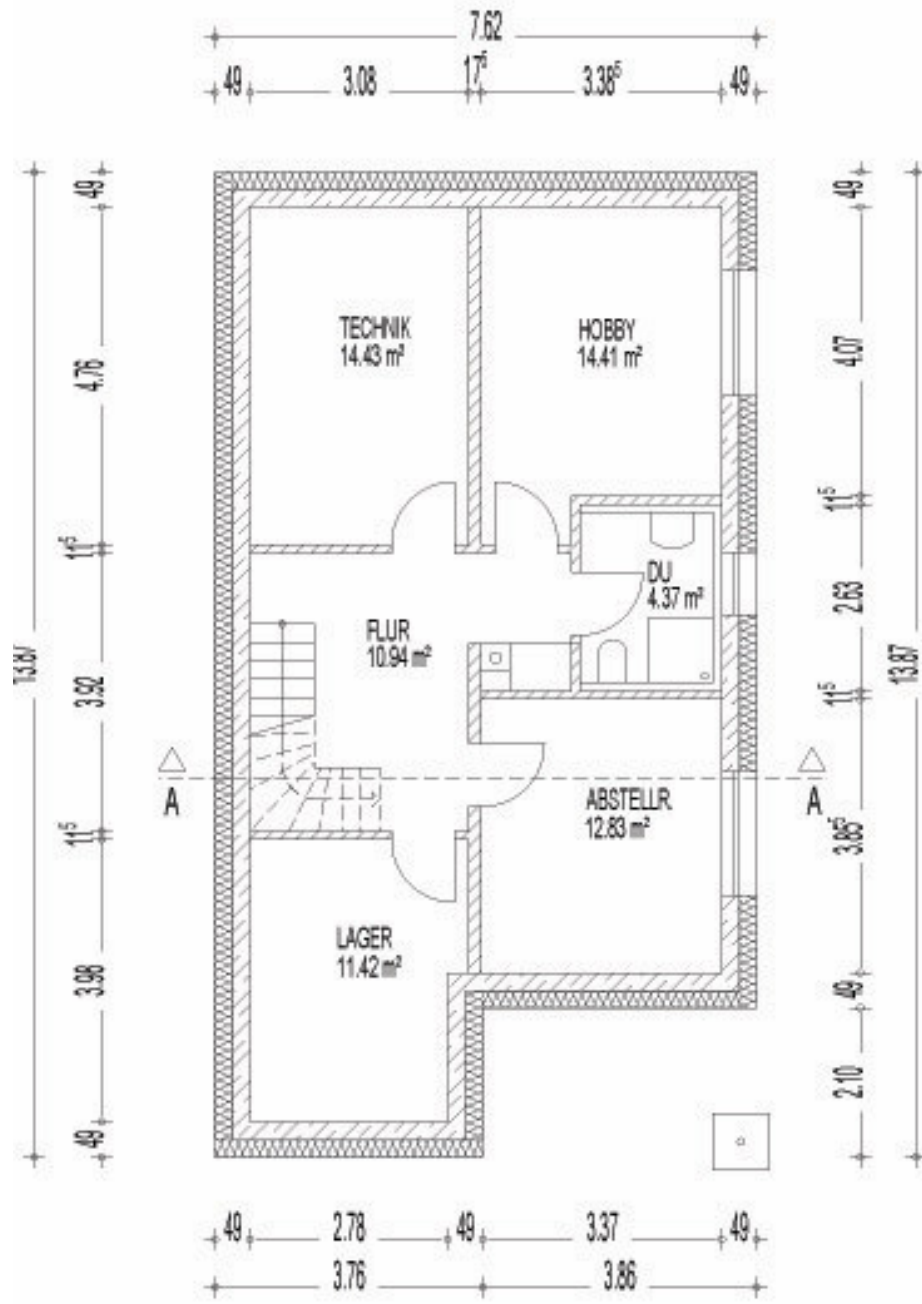 7.62
49 3.08 17⁵ 3.38⁵ 49
49
4.76
11⁵
3.92
11⁵
3.98
49
13.87
TECHNIK
14.43 m²
HOBBY
14.41 m²
DU
4.37 m²
FLUR
10.94 m²
A
A
ABSTELLR.
12.83 m²
LAGER
11.42 m²
49
4.07
11⁵
2.63
11⁵
3.85⁵
49
2.10
13.87
49 2.78 49 3.37 49
3.76 3.86